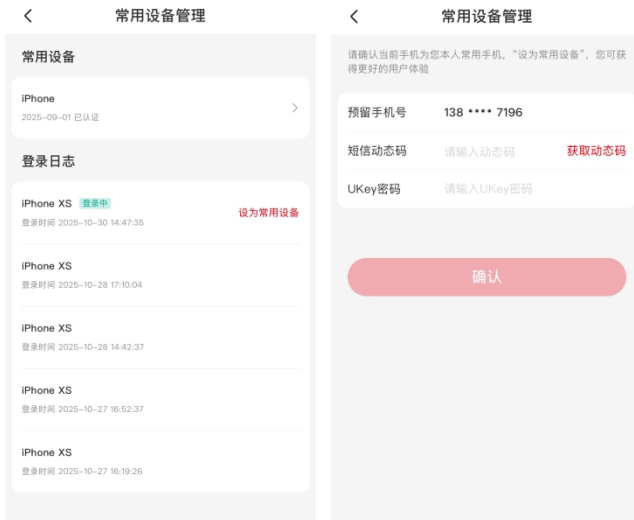 常用设备管理
常用设备
iPhone
2025-09-01 已认证
登录日志
iPhone XS 登录中
登录时间 2025-10-30 14:47:35
设为常用设备
iPhone XS
登录时间 2025-10-28 17:10:04
iPhone XS
登录时间 2025-10-28 14:42:37
iPhone XS
登录时间 2025-10-27 16:52:37
iPhone XS
登录时间 2025-10-27 16:19:26
常用设备管理
请确认当前手机为您本人常用手机，“设为常用设备”，您可获
得更好的用户体验
预留手机号 138 **** 7196
短信动态码 请输入动态码 获取动态码
UKey密码 请输入UKey密码
确认